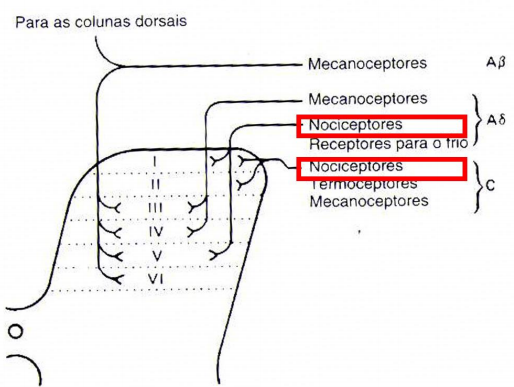 Para as colunas dorsais
Mecanoceptores Aβ
Mecanoceptores
Nociceptores Aδ
Receptores para o frio
I Nociceptores
II Termoceptores C
Mecanoceptores
III
IV
V
VI